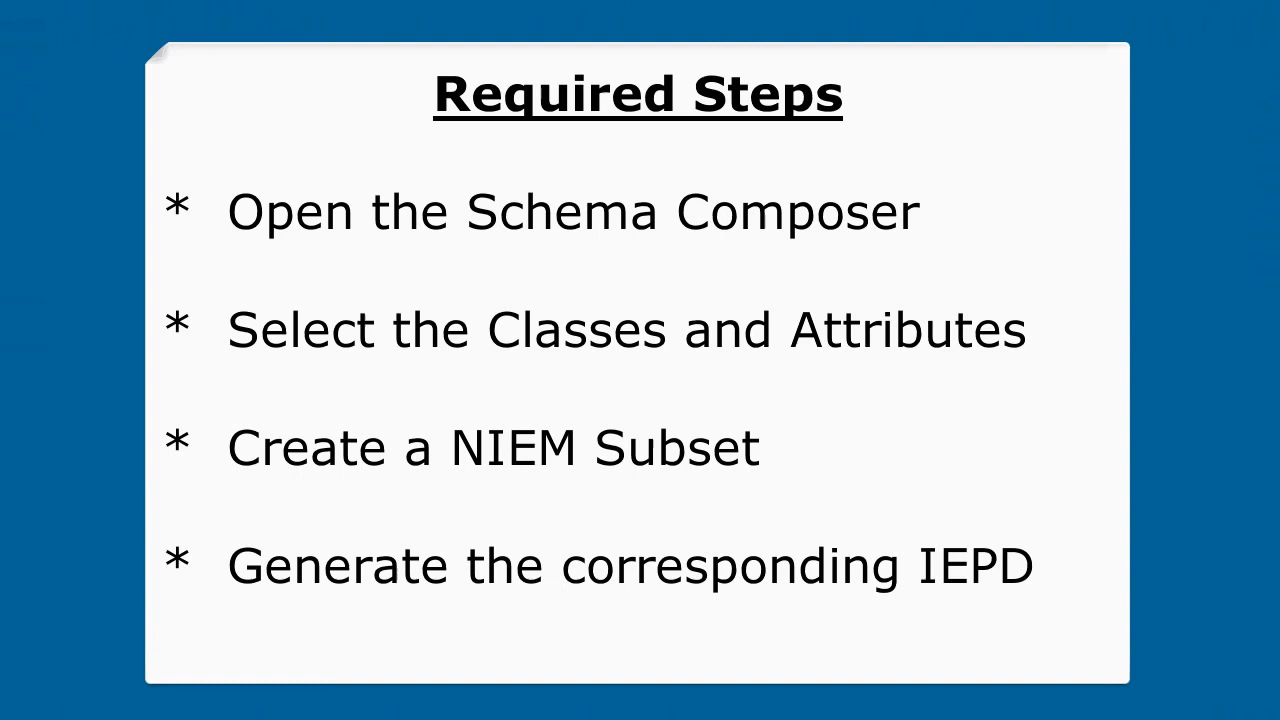 Required Steps
* Open the Schema Composer
* Select the Classes and Attributes
* Create a NIEM Subset
* Generate the corresponding IEPD